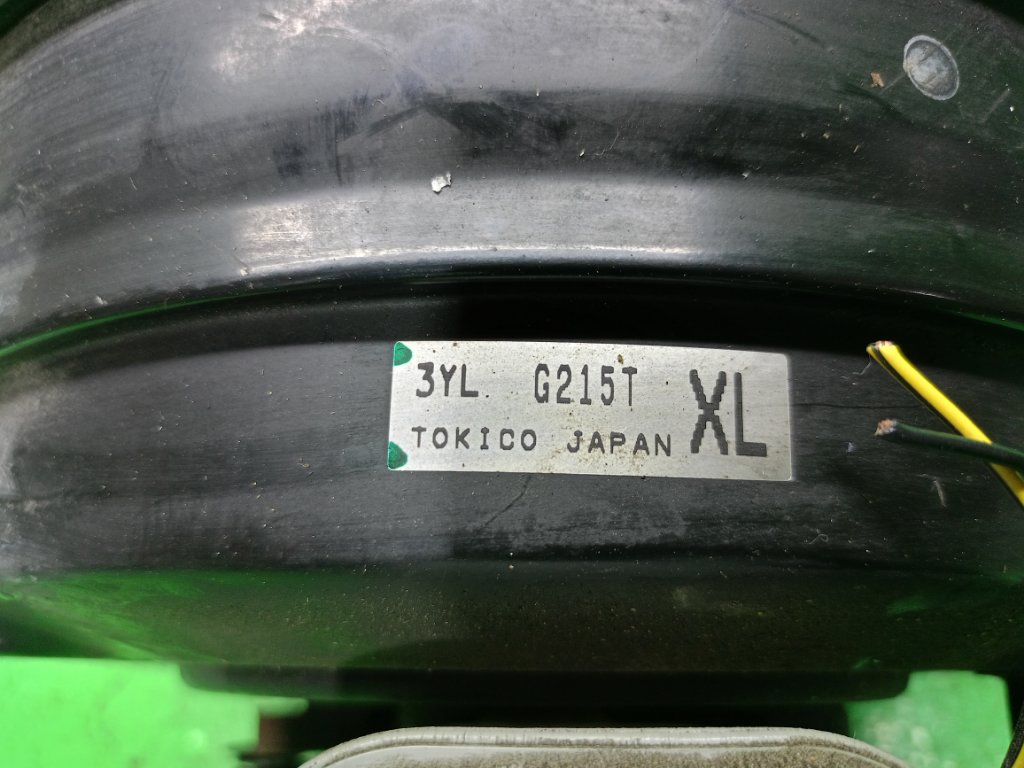 3YL G215T XL
TOKICO JAPAN